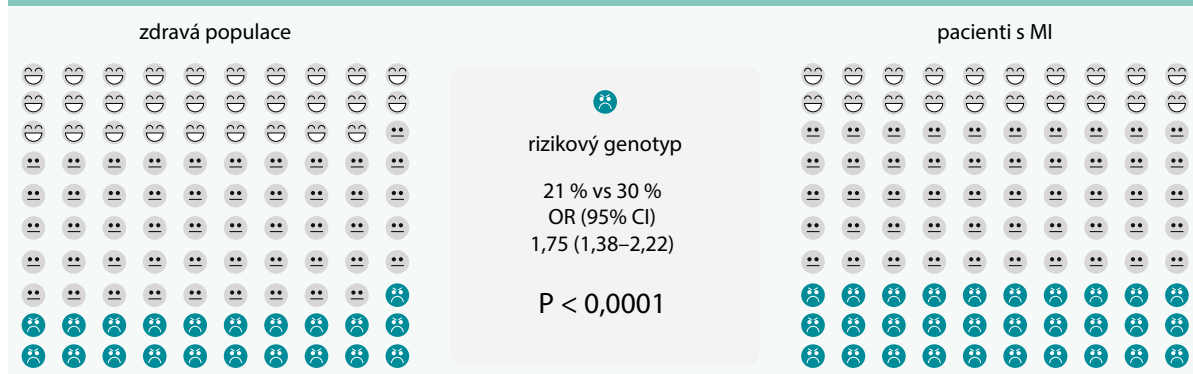 zdravá populace
pacienti s MI
rizikový genotyp
21 % vs 30 %
OR (95% CI)
1,75 (1,38–2,22)
P < 0,0001